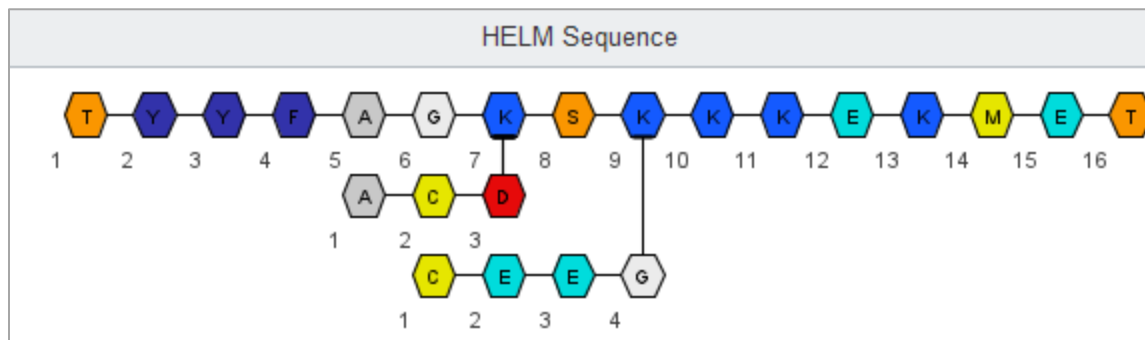 HELM Sequence
T Y Y F A G K S K K K E K M E T
1 2 3 4 5 6 7 8 9 10 11 12 13 14 15 16
A C D
1 2 3
C E E G
1 2 3 4